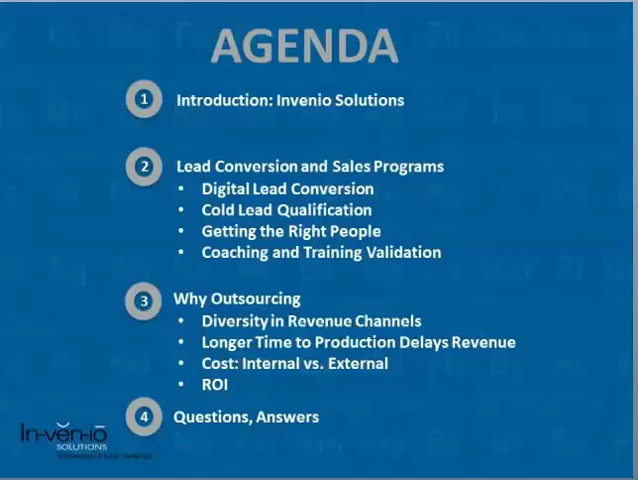 AGENDA
1 Introduction: Invenio Solutions
2 Lead Conversion and Sales Programs
• Digital Lead Conversion
• Cold Lead Qualification
• Getting the Right People
• Coaching and Training Validation
3 Why Outsourcing
• Diversity in Revenue Channels
• Longer Time to Production Delays Revenue
• Cost: Internal vs. External
• ROI
4 Questions, Answers
In-vĕn-iō
SOLUTIONS